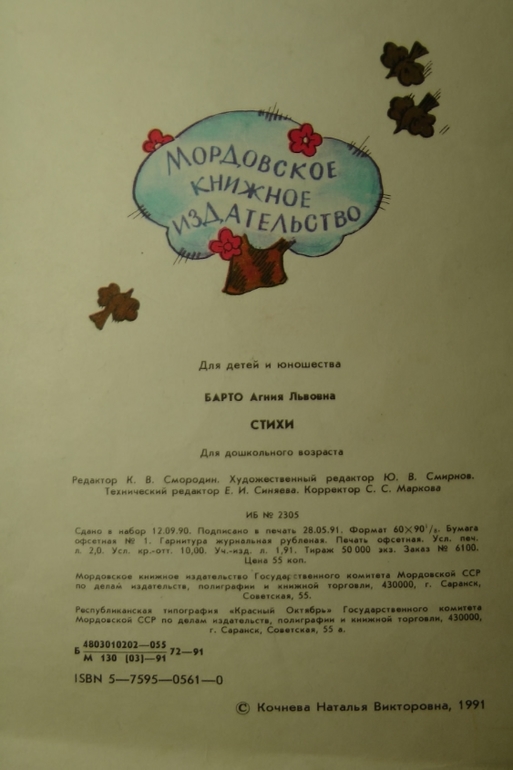 МОРДОВСКОЕ
КНИЖНОЕ
ИЗДАТЕЛЬСТВО
Для детей и юношества
БАРТО Агния Львовна
СТИХИ
Для дошкольного возраста
Редактор К. В. Смородин. Художественный редактор Ю. В. Смирнов.
Технический редактор Е. И. Синяева. Корректор С. С. Маркова
ИБ № 2305
Сдано в набор 12.09.90. Подписано в печать 28.05.91. Формат 60×90¹/₈. Бумага
офсетная № 1. Гарнитура журнальная рубленая. Печать офсетная. Усл. печ.
л. 2,0. Усл. кр.-отт. 10,00. Уч.-изд. л. 1,91. Тираж 50 000 экз. Заказ № 6100.
Цена 55 коп.
Мордовское книжное издательство Государственного комитета Мордовской ССР
по делам издательств, полиграфии и книжной торговли, 430000, г. Саранск,
Советская, 55.
Республиканская типография «Красный Октябрь» Государственного комитета
Мордовской ССР по делам издательств, полиграфии и книжной торговли, 430000,
г. Саранск, Советская, 55 а.
Б 4803010202—055 72—91
М 130 (03)—91
ISBN 5—7595—0561—0
© Кочнева Наталья Викторовна, 1991